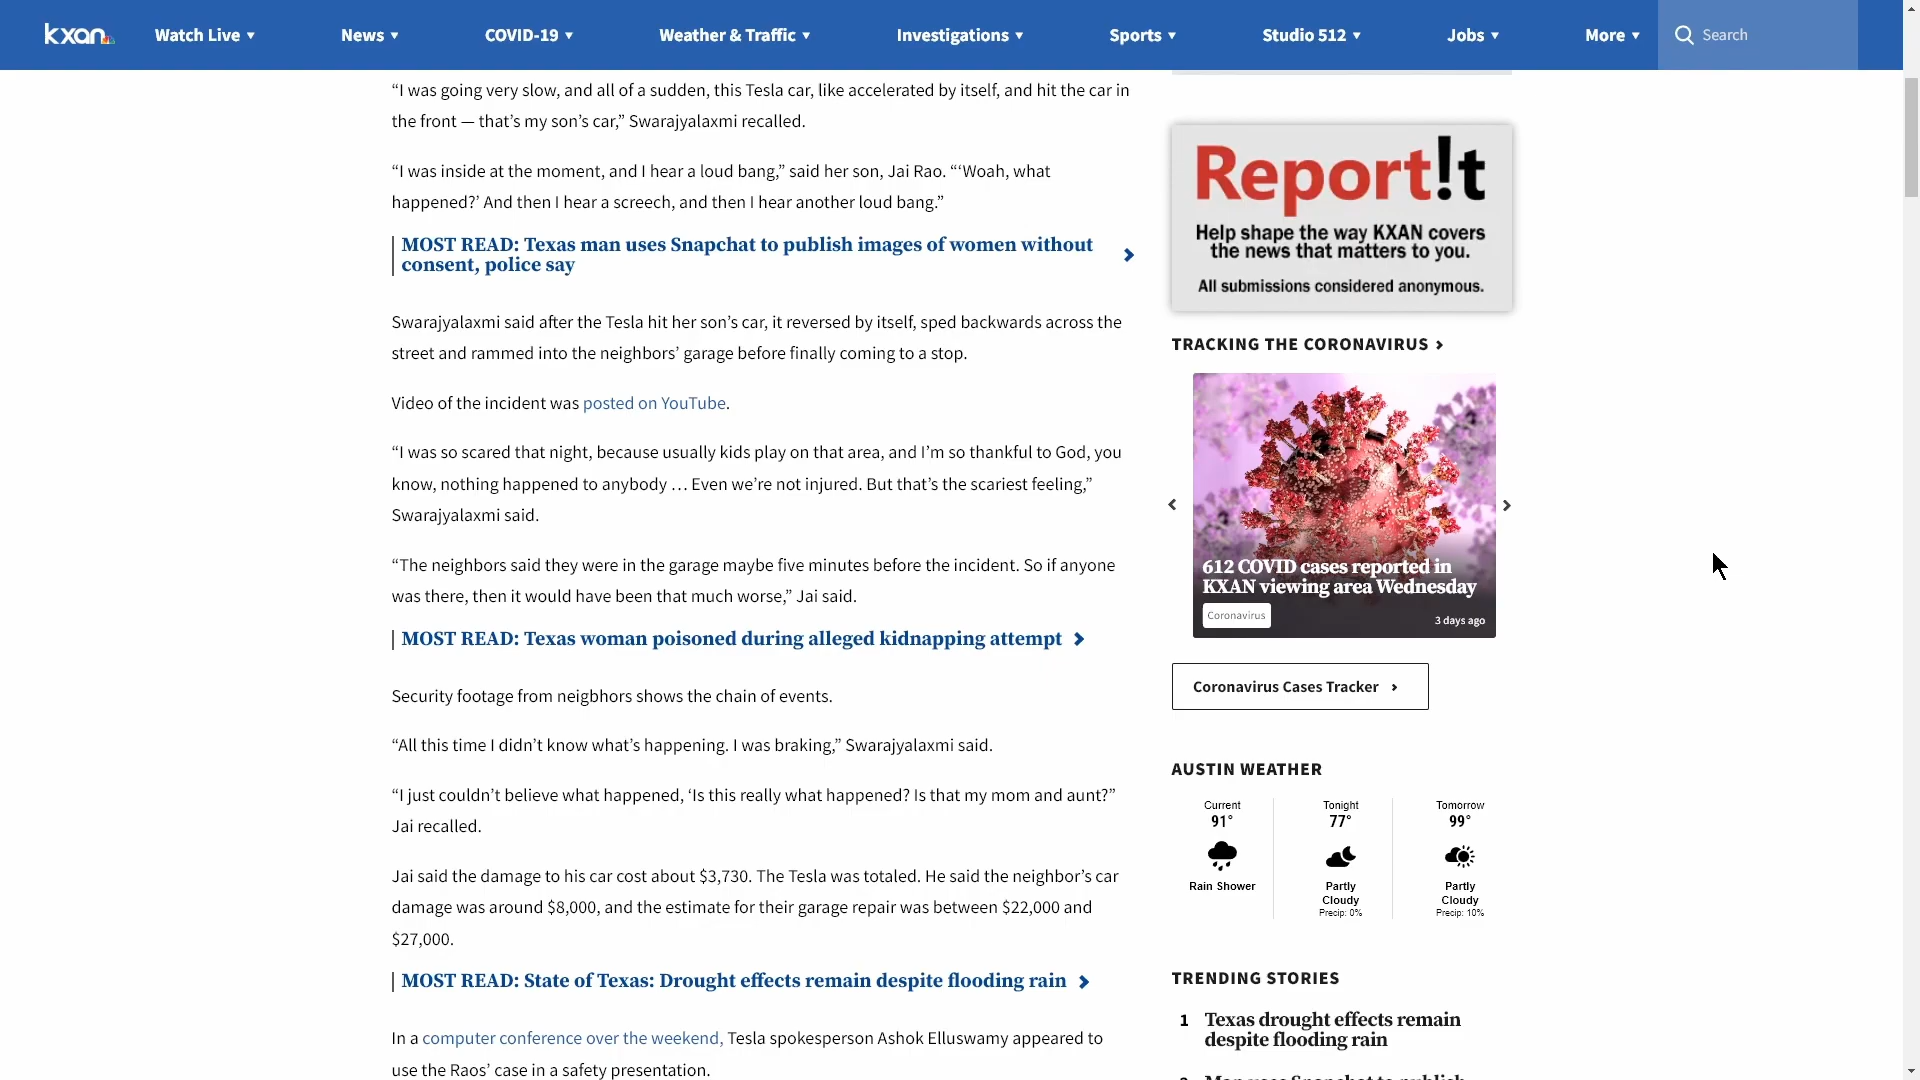 kxan
Watch Live ▾ News ▾ COVID-19 ▾ Weather & Traffic ▾ Investigations ▾ Sports ▾ Studio 512 ▾ Jobs ▾ More ▾ Search
“I was going very slow, and all of a sudden, this Tesla car, like accelerated by itself, and hit the car in
the front — that’s my son’s car,” Swarajyalaxmi recalled.
“I was inside at the moment, and I hear a loud bang,” said her son, Jai Rao. “‘Woah, what
happened?’ And then I hear a screech, and then I hear another loud bang.”
MOST READ: Texas man uses Snapchat to publish images of women without
consent, police say
Swarajyalaxmi said after the Tesla hit her son’s car, it reversed by itself, sped backwards across the
street and rammed into the neighbors’ garage before finally coming to a stop.
Video of the incident was posted on YouTube.
“I was so scared that night, because usually kids play on that area, and I’m so thankful to God, you
know, nothing happened to anybody … Even we’re not injured. But that’s the scariest feeling,”
Swarajyalaxmi said.
“The neighbors said they were in the garage maybe five minutes before the incident. So if anyone
was there, then it would have been that much worse,” Jai said.
MOST READ: Texas woman poisoned during alleged kidnapping attempt
Security footage from neigbhors shows the chain of events.
“All this time I didn’t know what’s happening. I was braking,” Swarajyalaxmi said.
“I just couldn’t believe what happened, ‘Is this really what happened? Is that my mom and aunt?”
Jai recalled.
Jai said the damage to his car cost about $3,730. The Tesla was totaled. He said the neighbor’s car
damage was around $8,000, and the estimate for their garage repair was between $22,000 and
$27,000.
MOST READ: State of Texas: Drought effects remain despite flooding rain
In a computer conference over the weekend, Tesla spokesperson Ashok Elluswamy appeared to
use the Raos’ case in a safety presentation.
Report!t
Help shape the way KXAN covers
the news that matters to you.
All submissions considered anonymous.
TRACKING THE CORONAVIRUS ›
612 COVID cases reported in
KXAN viewing area Wednesday
Coronavirus 3 days ago
Coronavirus Cases Tracker ›
AUSTIN WEATHER
Current Tonight Tomorrow
91° 77° 99°
Rain Shower Partly Partly
Cloudy Cloudy
Precip: 0% Precip: 10%
TRENDING STORIES
1 Texas drought effects remain
despite flooding rain